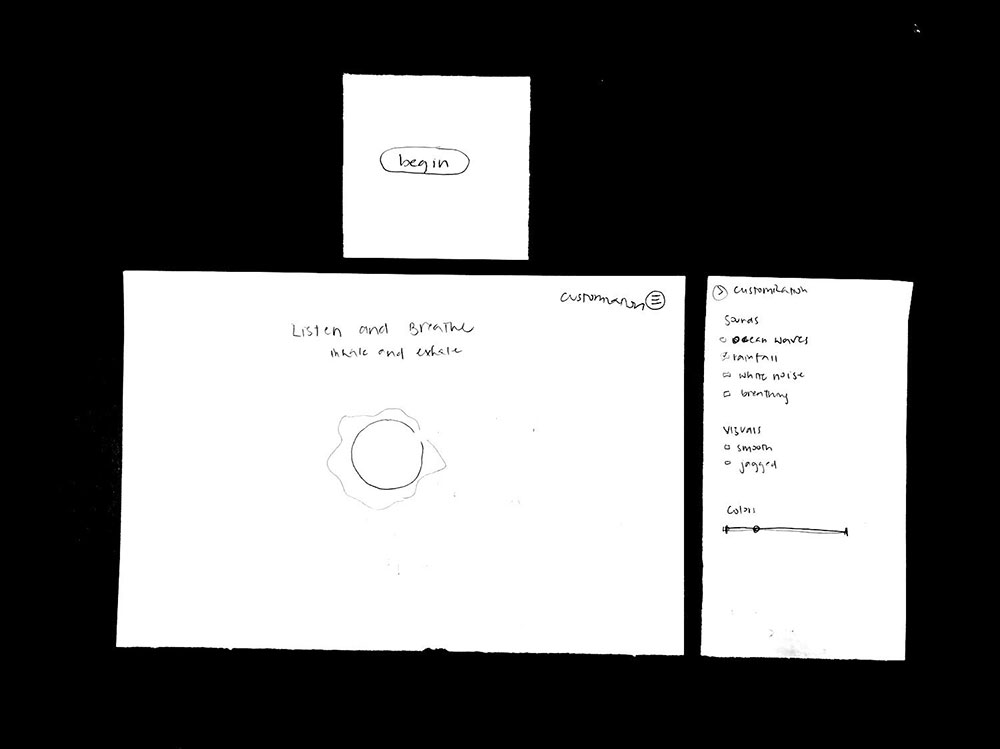 begin
customization
Listen and Breathe
inhale and exhale
customization
Sounds
ocean waves
rainfall
white noise
breathing
Visuals
smooth
jagged
Colors